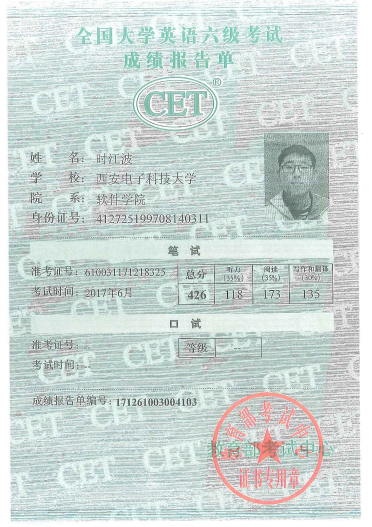 全国大学英语六级考试
成绩报告单
CET®
姓 名：时江波
学 校：西安电子科技大学
院 系：软件学院
身份证号：412725199708140311
笔 试
准考证号：610031171218325
考试时间：2017年6月
总分 听力(35%) 阅读(35%) 写作和翻译(30%)
426 118 173 135
口 试
准考证号：--
考试时间：--
等级 --
成绩报告单编号：171261003004103
教育部考试中心
证书专用章